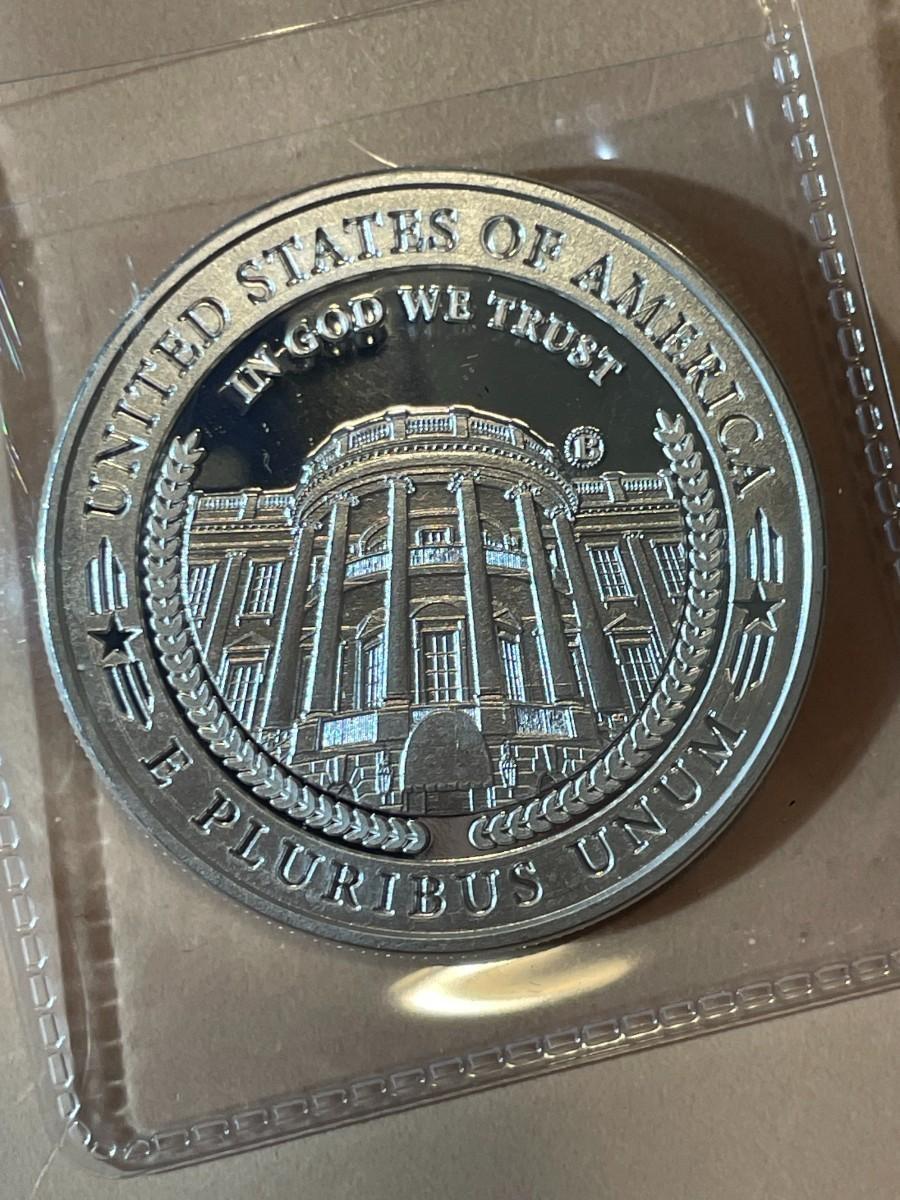 UNITED STATES OF AMERICA
IN GOD WE TRUST
B
E PLURIBUS UNUM